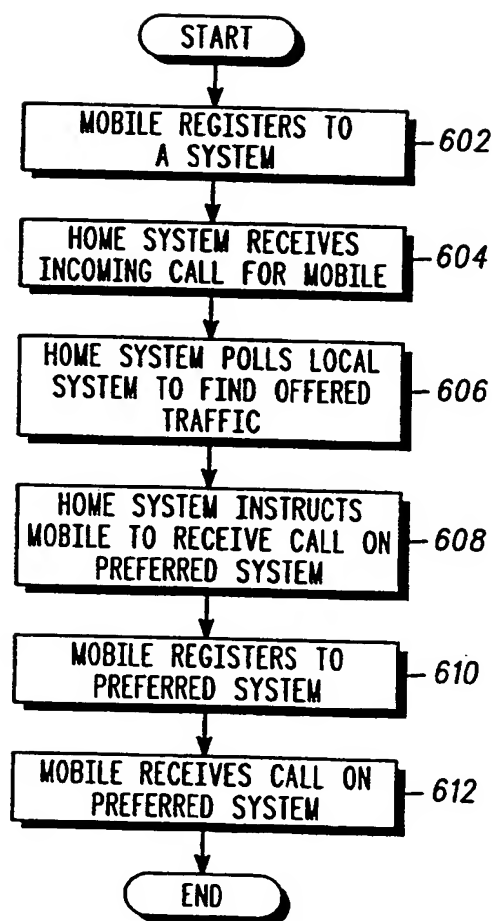 START
MOBILE REGISTERS TO
A SYSTEM
602
HOME SYSTEM RECEIVES
INCOMING CALL FOR MOBILE
604
HOME SYSTEM POLLS LOCAL
SYSTEM TO FIND OFFERED
TRAFFIC
606
HOME SYSTEM INSTRUCTS
MOBILE TO RECEIVE CALL ON
PREFERRED SYSTEM
608
MOBILE REGISTERS TO
PREFERRED SYSTEM
610
MOBILE RECEIVES CALL ON
PREFERRED SYSTEM
612
END